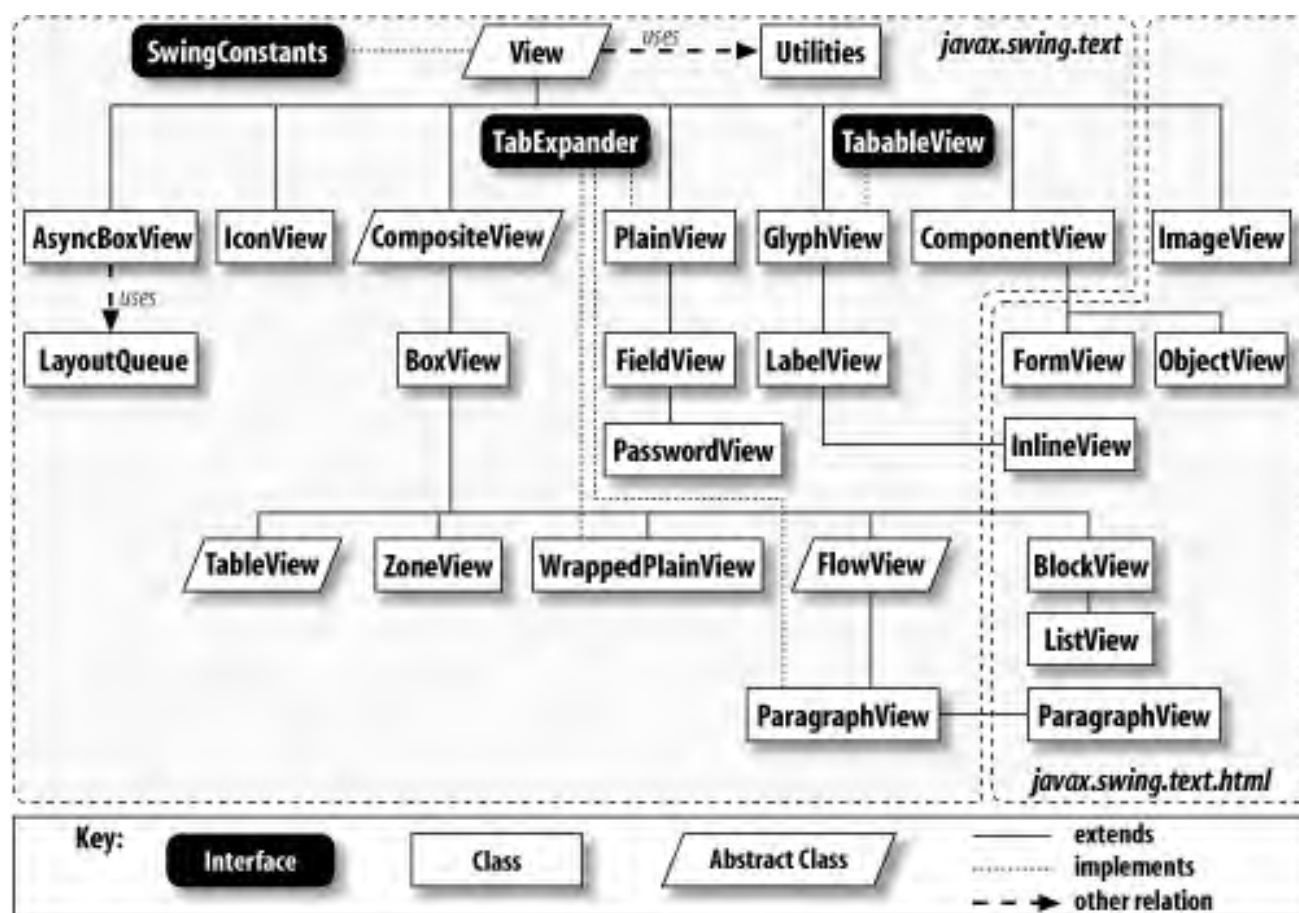 SwingConstants
View
uses
Utilities
javax.swing.text
TabExpander
TabableView
AsyncBoxView
IconView
CompositeView
PlainView
GlyphView
ComponentView
ImageView
uses
LayoutQueue
BoxView
FieldView
LabelView
FormView
ObjectView
PasswordView
InlineView
TableView
ZoneView
WrappedPlainView
FlowView
BlockView
ListView
ParagraphView
ParagraphView
javax.swing.text.html
Key:
Interface
Class
Abstract Class
extends
implements
other relation